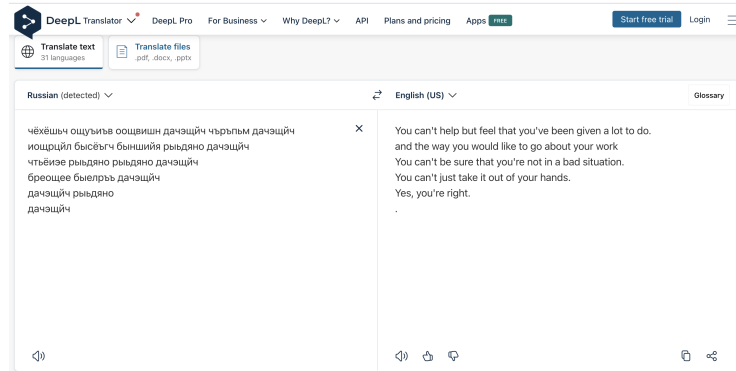 DeepL Translator DeepL Pro For Business Why DeepL? API Plans and pricing Apps FREE Start free trial Login
Translate text Translate files
31 languages .pdf, .docx, .pptx
Russian (detected) English (US) Glossary
чёхёшьч ощуъиъв оощвишн дачэщйч чъръпьм дачэщйч
иощрцйл бысёъгч быншийя рыьдяно дачэщйч
чтьёиэе рыьдяно рыьдяно дачэщйч
бреощее быелръъ дачэщйч
дачэщйч рыьдяно
дачэщйч
You can't help but feel that you've been given a lot to do.
and the way you would like to go about your work
You can't be sure that you're not in a bad situation.
You can't just take it out of your hands.
Yes, you're right.
.